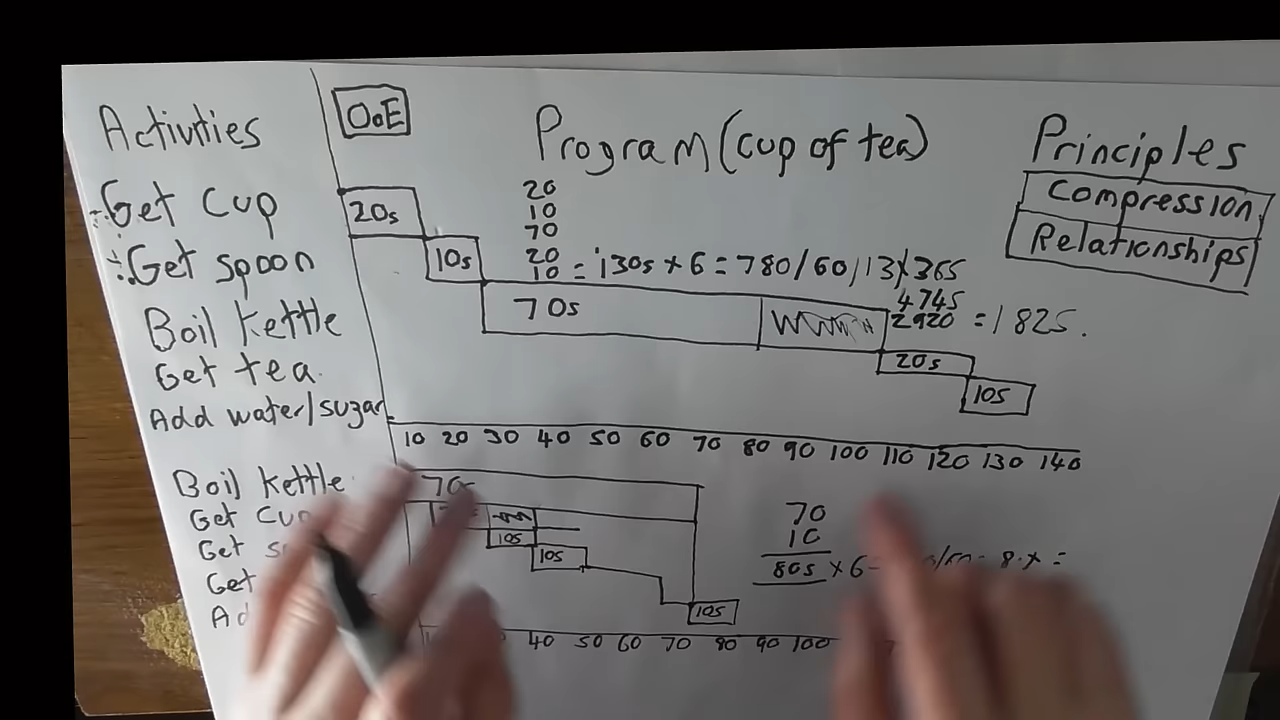 Activties
OoE
Program (cup of tea)
Principles
Compression
Relationships
Get cup
Get spoon
Boil kettle
Get tea
Add water/sugar
20s
10s
70s
20s
10s
20
10
70
20
10 = 130s × 6 = 780/60, 13 × 365
4745
2920 = 1825.
10 20 30 40 50 60 70 80 90 100 110 120 130 140
Boil kettle
Get
Get
Get
70
10s
10s
10s
70
10
80s × 6
40 50 60 70 80 90 100